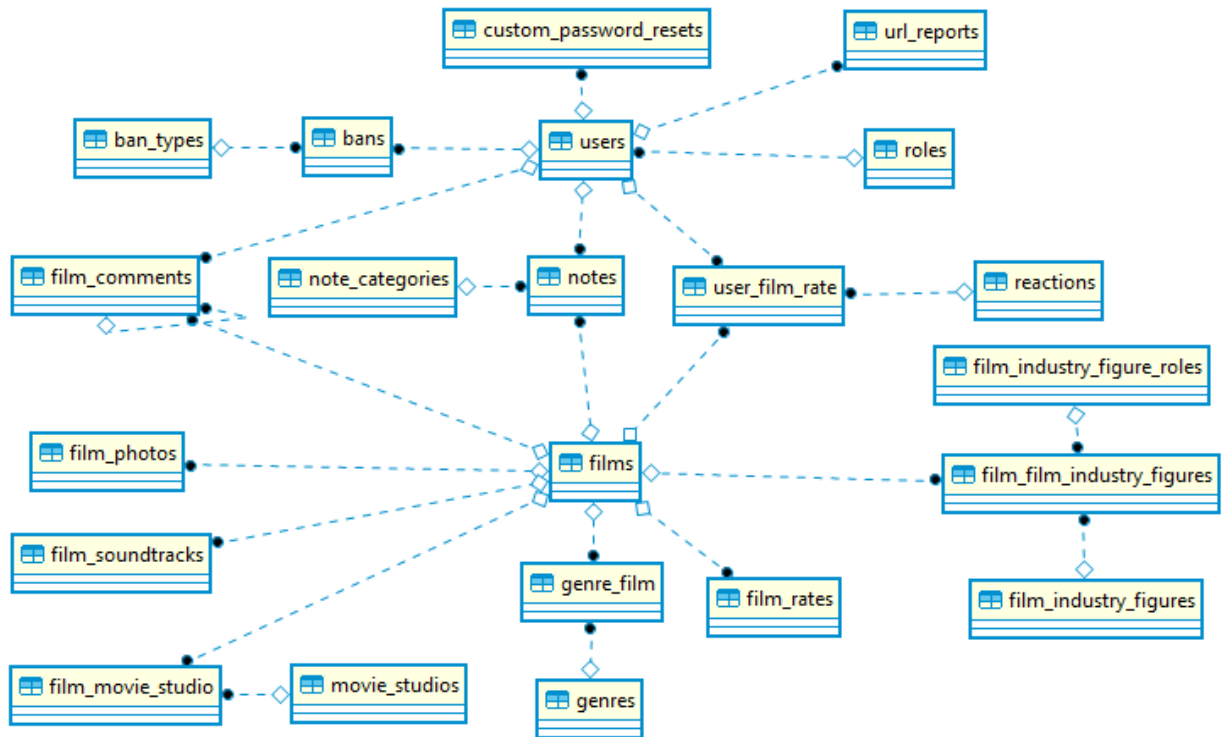 custom_password_resets
url_reports
ban_types
bans
users
roles
film_comments
note_categories
notes
user_film_rate
reactions
film_industry_figure_roles
film_photos
films
film_film_industry_figures
film_soundtracks
genre_film
film_rates
film_industry_figures
film_movie_studio
movie_studios
genres